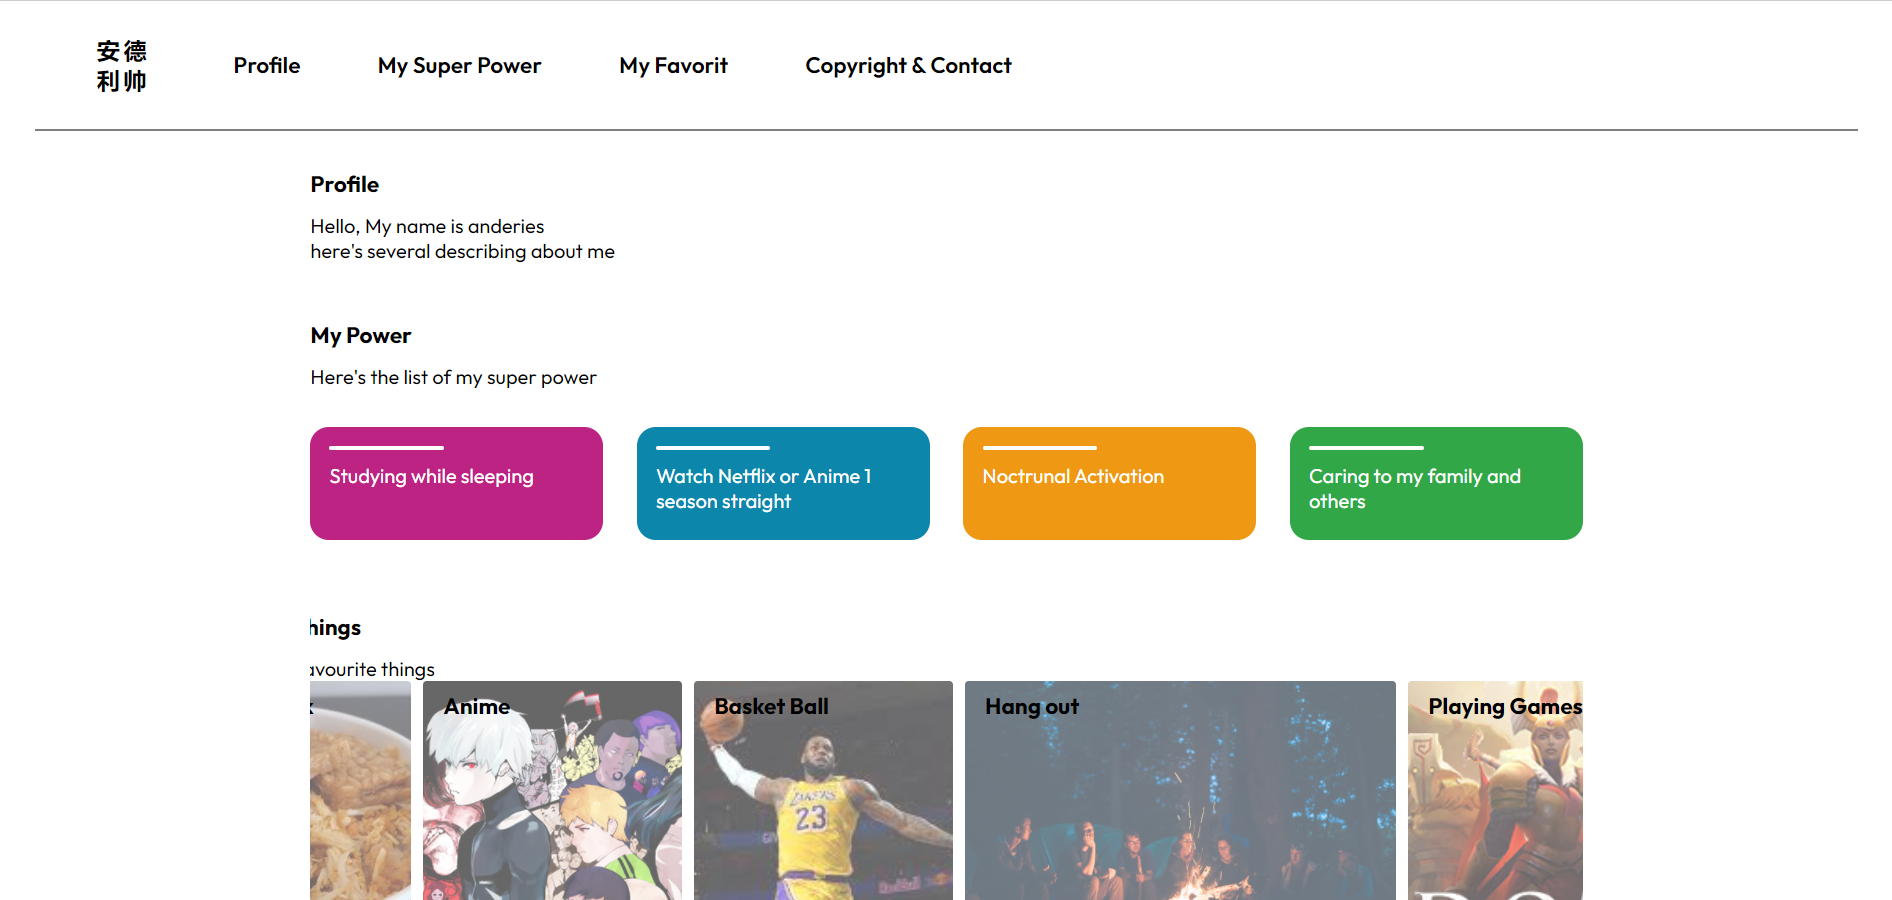 安德
利帅
Profile
My Super Power
My Favorit
Copyright & Contact
Profile
Hello, My name is anderies
here's several describing about me
My Power
Here's the list of my super power
Studying while sleeping
Watch Netflix or Anime 1
season straight
Noctrunal Activation
Caring to my family and
others
hings
avourite things
Anime
Basket Ball
Hang out
Playing Games
LAKERS
23